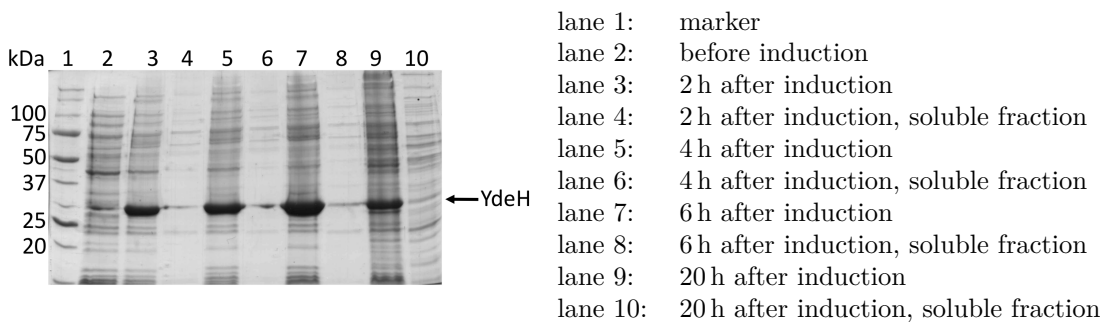 kDa 1 2 3 4 5 6 7 8 9 10
100
75
50
37
25
20
YdeH
lane 1: marker
lane 2: before induction
lane 3: 2 h after induction
lane 4: 2 h after induction, soluble fraction
lane 5: 4 h after induction
lane 6: 4 h after induction, soluble fraction
lane 7: 6 h after induction
lane 8: 6 h after induction, soluble fraction
lane 9: 20 h after induction
lane 10: 20 h after induction, soluble fraction